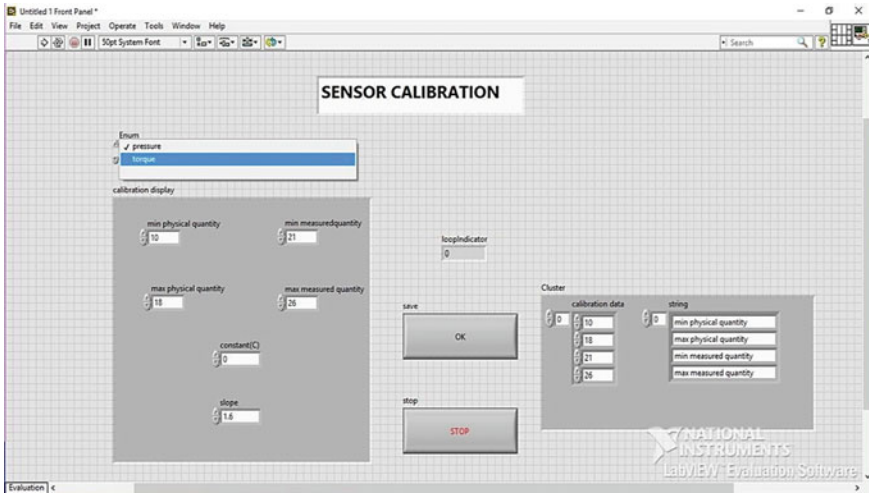 Untitled 1 Front Panel *
File Edit View Project Operate Tools Window Help
50pt System Font
Search
SENSOR CALIBRATION
Enum
pressure
torque
calibration display
min physical quantity
10
min measuredquantity
21
max physical quantity
18
max measured quantity
26
constant(C)
0
slope
1.6
loopIndicator
0
save
OK
stop
STOP
Cluster
calibration data
0
10
18
21
26
string
0
min physical quantity
max physical quantity
min measured quantity
max measured quantity
NATIONAL
INSTRUMENTS
LabVIEW™ Evaluation Software
Evaluation